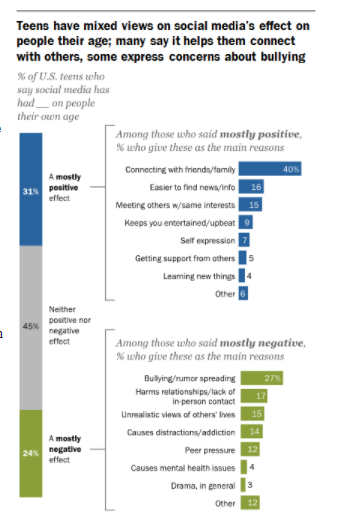 Teens have mixed views on social media's effect on
people their age; many say it helps them connect
with others, some express concerns about bullying
% of U.S. teens who
say social media has
had __ on people
their own age
31%
A mostly
positive
effect
45%
Neither
positive nor
negative
effect
24%
A mostly
negative
effect
Among those who said mostly positive,
% who give these as the main reasons
Connecting with friends/family 40%
Easier to find news/info 16
Meeting others w/same interests 15
Keeps you entertained/upbeat 9
Self expression 7
Getting support from others 5
Learning new things 4
Other 6
Among those who said mostly negative,
% who give these as the main reasons
Bullying/rumor spreading 27%
Harms relationships/lack of
in-person contact 17
Unrealistic views of others' lives 15
Causes distractions/addiction 14
Peer pressure 12
Causes mental health issues 4
Drama, in general 3
Other 12